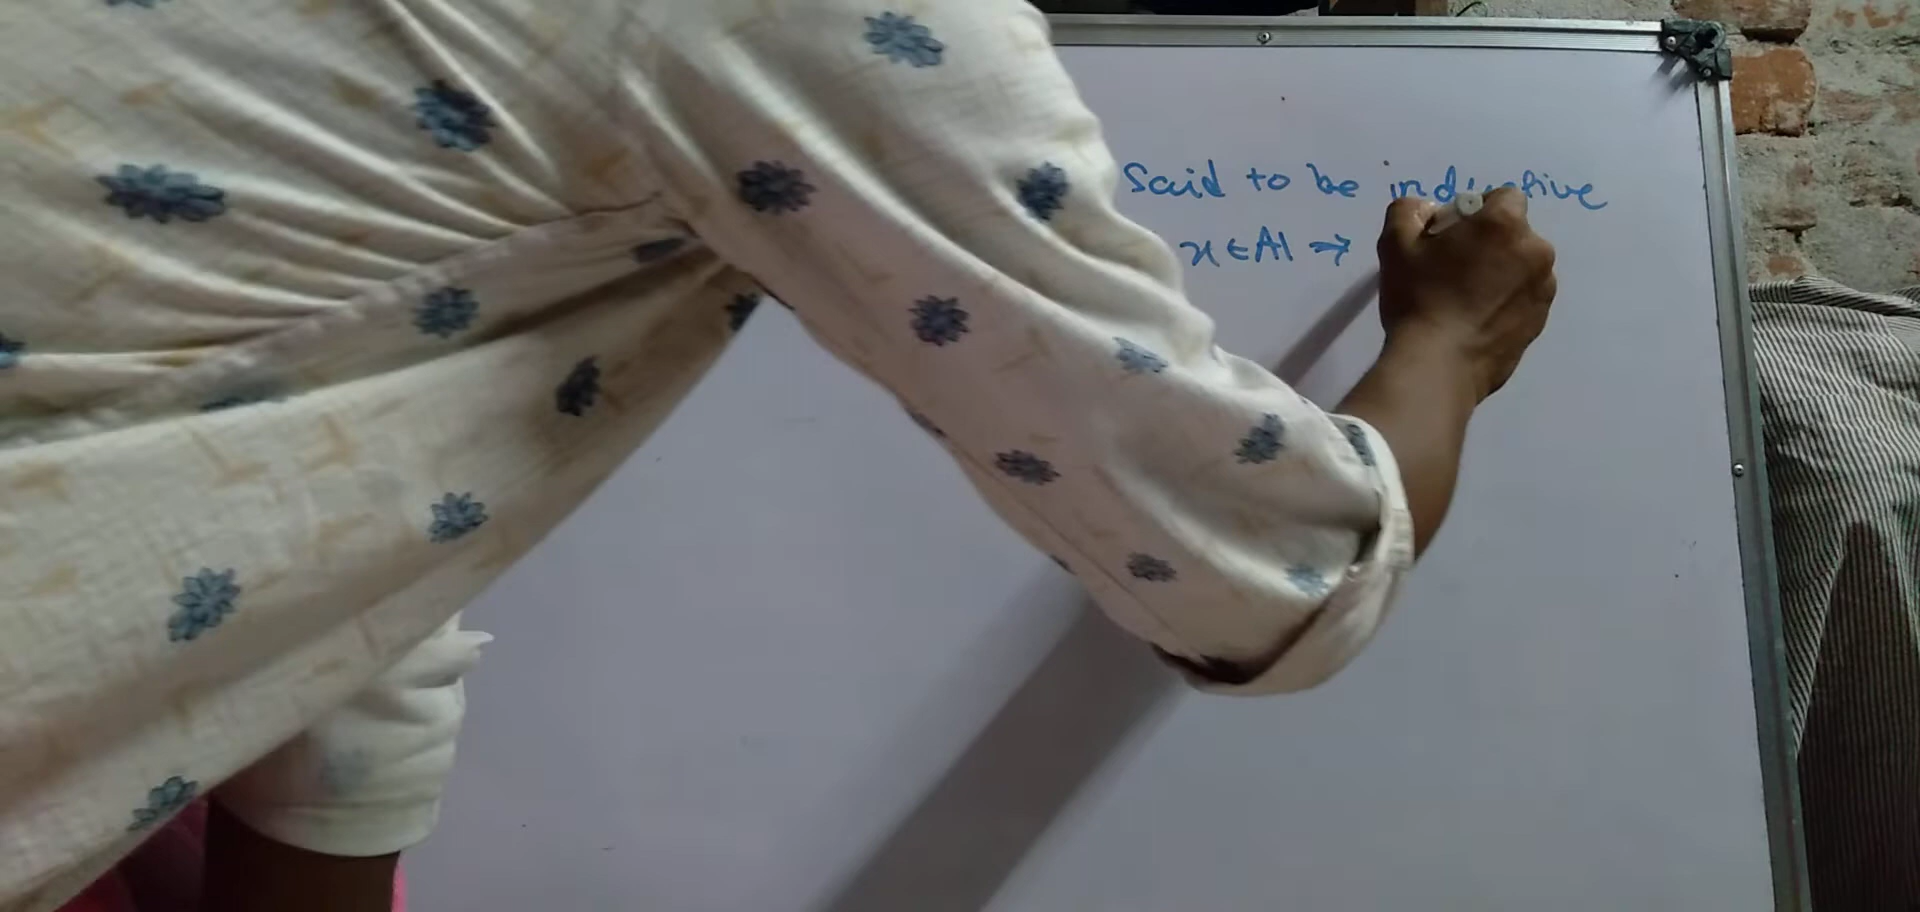 Said to be inductive
x ∈ A ⇒